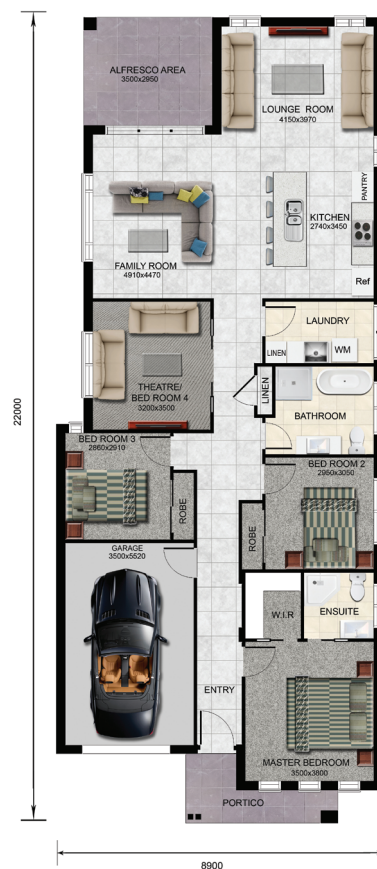 ALFRESCO AREA
3500x2950
LOUNGE ROOM
4150x3970
PANTRY
KITCHEN
2740x3450
FAMILY ROOM
4910x4470
Ref
LAUNDRY
LINEN
WM
THEATRE/
BED ROOM 4
3200x3500
LINEN
BATHROOM
22000
BED ROOM 3
2860x2910
BED ROOM 2
2950x3050
ROBE
ROBE
GARAGE
3500x5520
W.I.R
ENSUITE
ENTRY
MASTER BEDROOM
3500x3800
PORTICO
8900